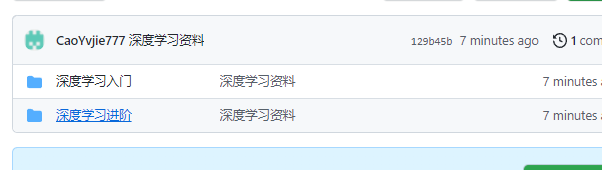 CaoYvjie777 深度学习资料 129b45b 7 minutes ago 1 com
深度学习入门 深度学习资料 7 minutes a
深度学习进阶 深度学习资料 7 minutes a